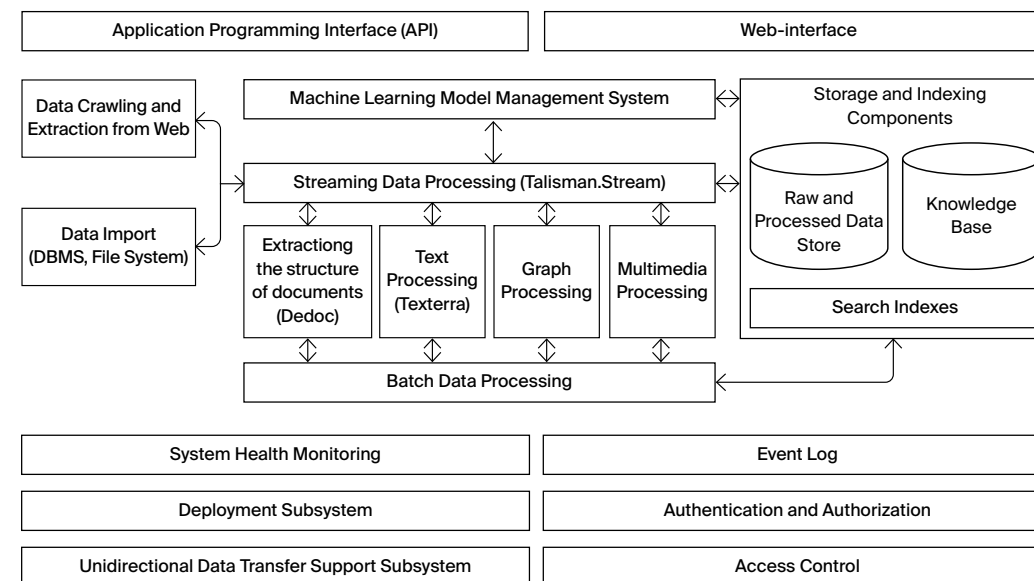 Application Programming Interface (API)
Web-interface
Data Crawling and
Extraction from Web
Machine Learning Model Management System
Storage and Indexing
Components
Streaming Data Processing (Talisman.Stream)
Raw and
Processed Data
Store
Knowledge
Base
Data Import
(DBMS, File System)
Extractiong
the structure
of documents
(Dedoc)
Text
Processing
(Texterra)
Graph
Processing
Multimedia
Processing
Search Indexes
Batch Data Processing
System Health Monitoring
Event Log
Deployment Subsystem
Authentication and Authorization
Unidirectional Data Transfer Support Subsystem
Access Control